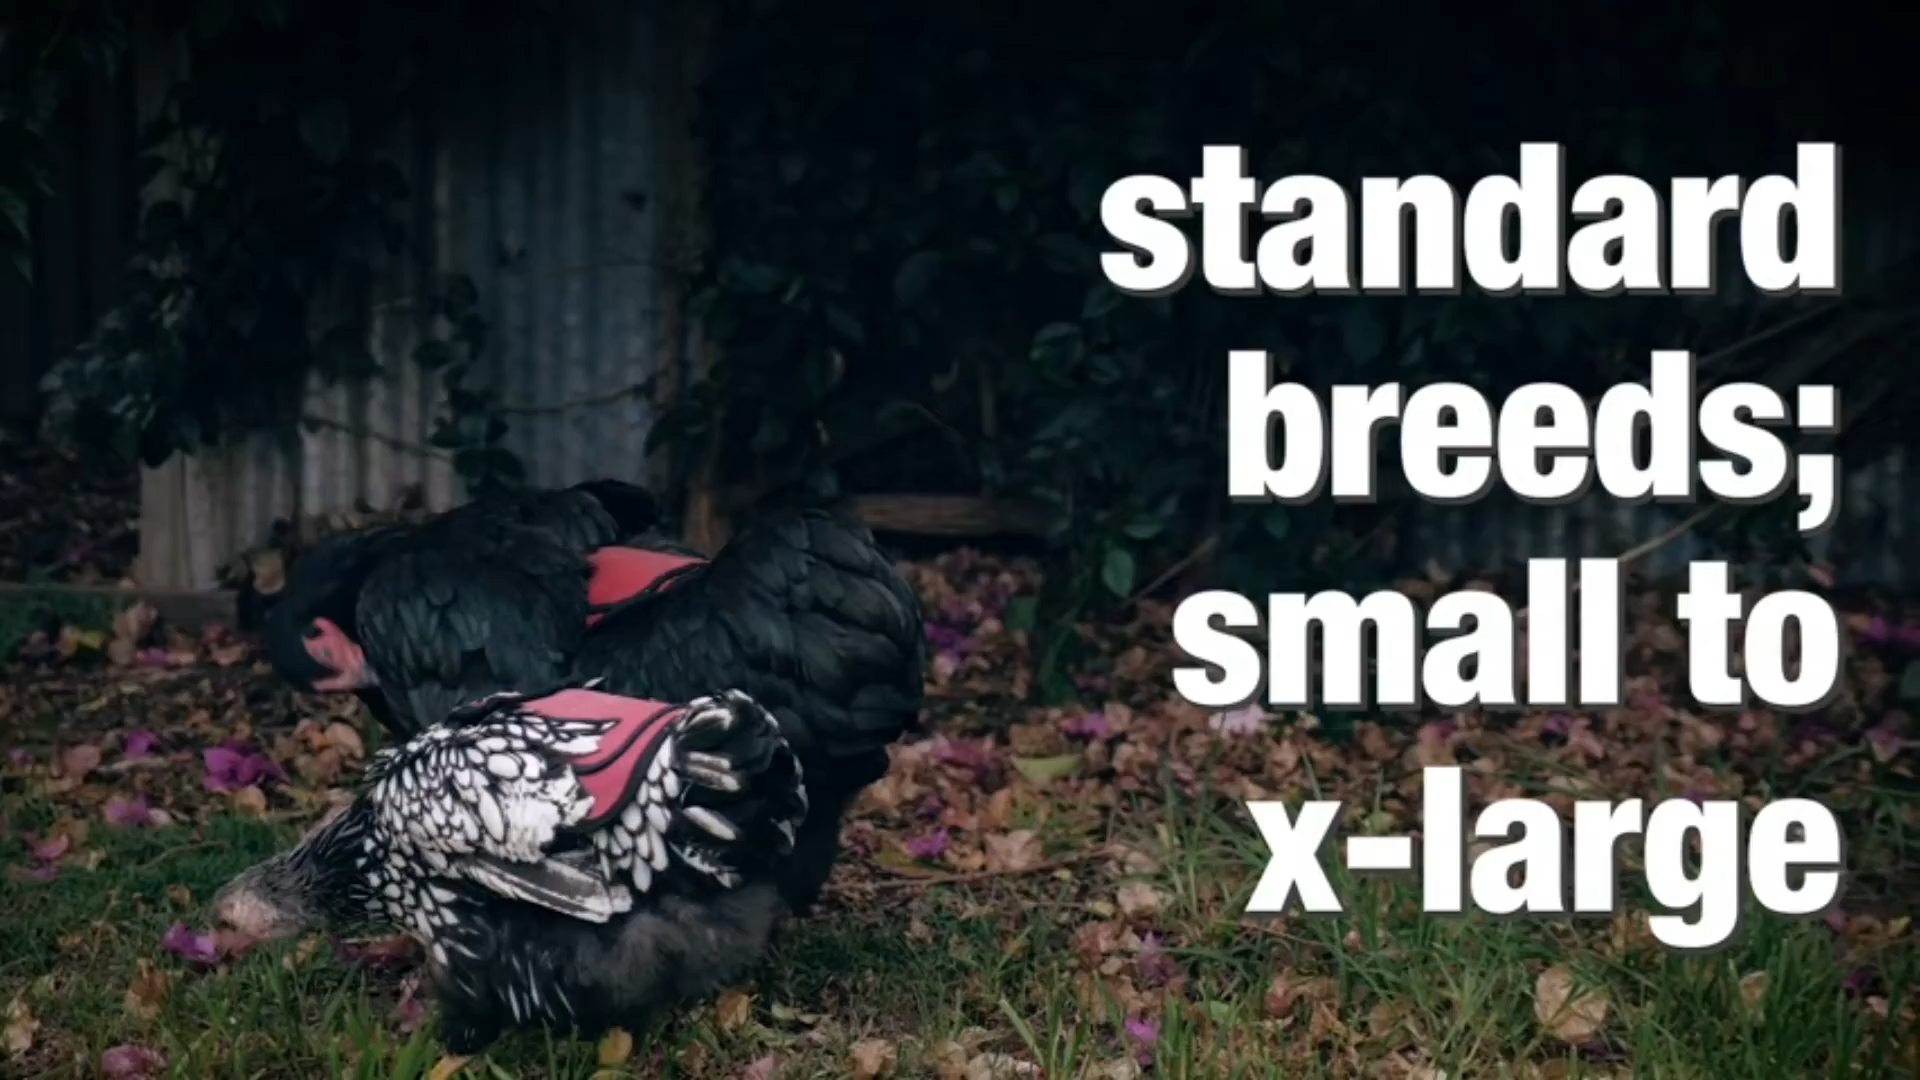 standard
breeds;
small to
x-large